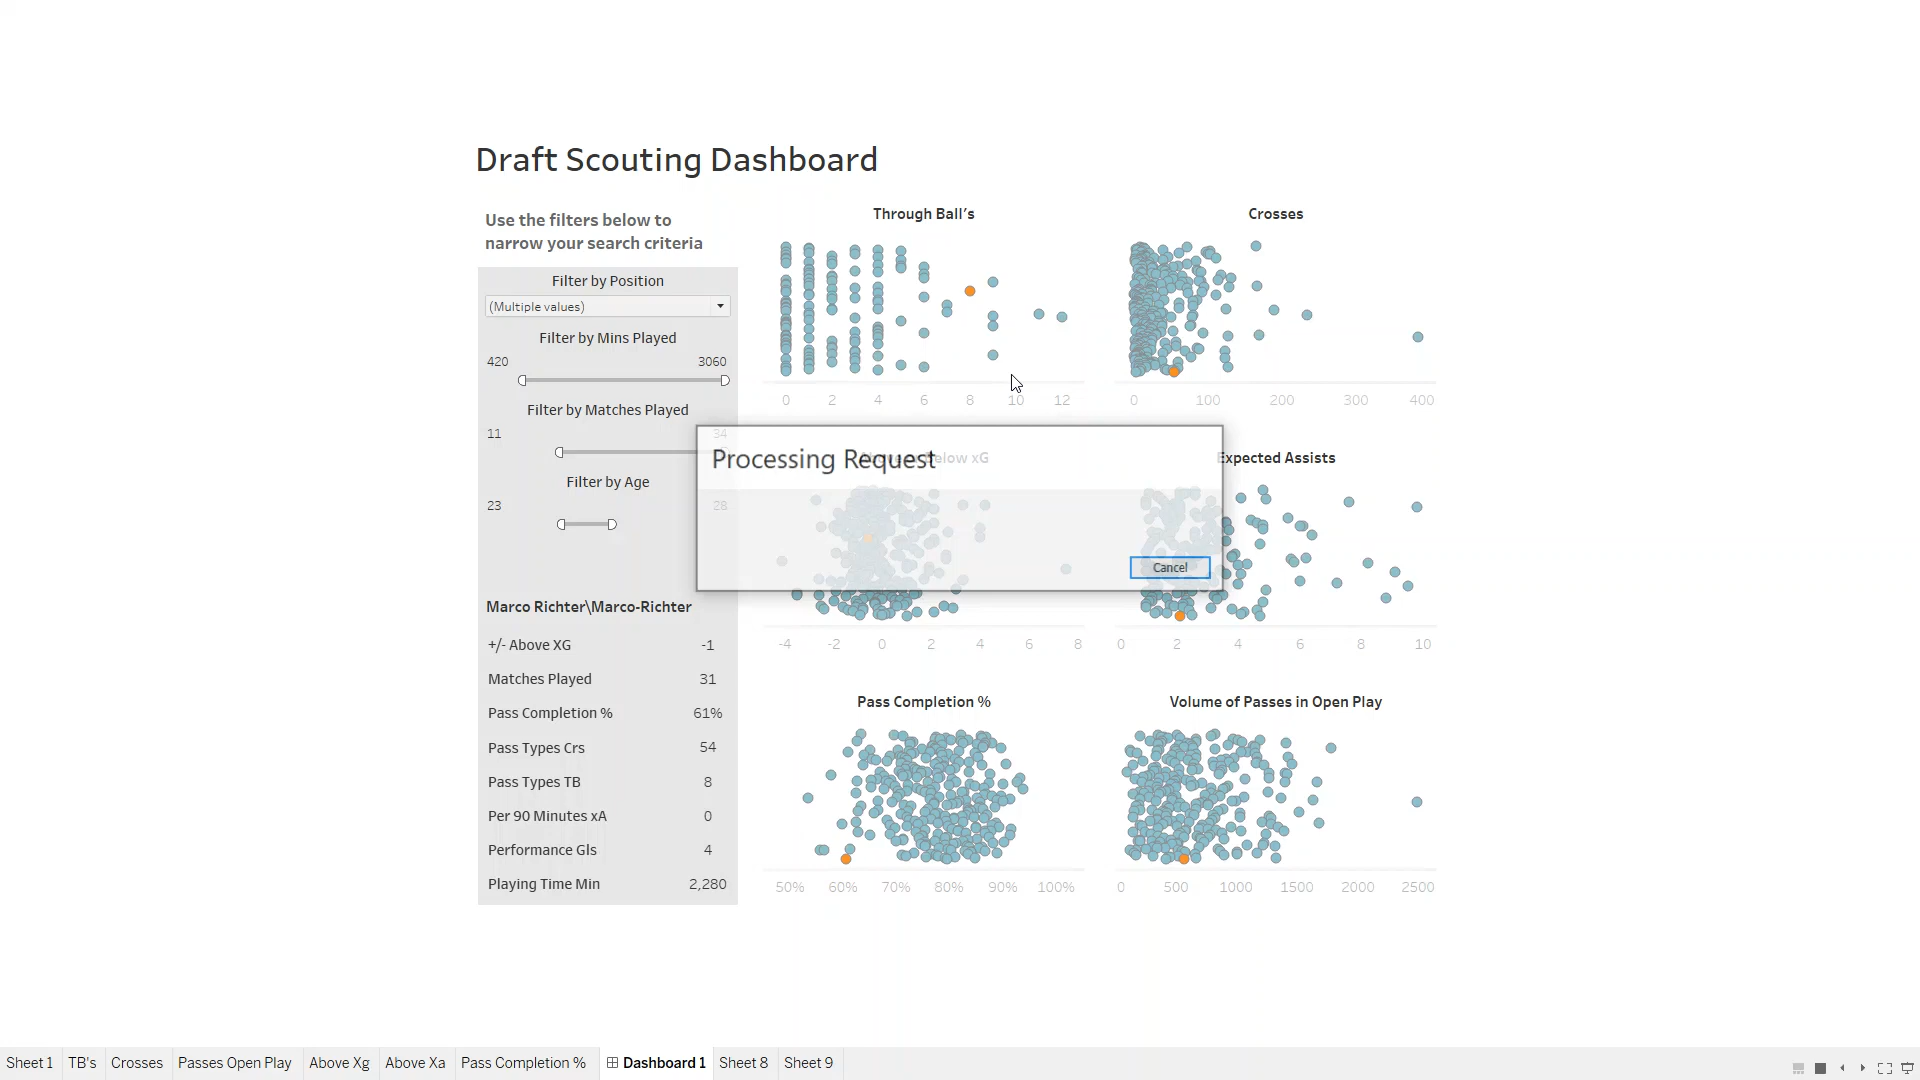 Draft Scouting Dashboard
Use the filters below to
narrow your search criteria
Filter by Position
(Multiple values)
Filter by Mins Played
420 3060
Filter by Matches Played
11 34
Filter by Age
23 28
Marco Richter\Marco-Richter
+/- Above XG -1
Matches Played 31
Pass Completion % 61%
Pass Types Crs 54
Pass Types TB 8
Per 90 Minutes xA 0
Performance Gls 4
Playing Time Min 2,280
Through Ball's
0 2 4 6 8 10 12
Crosses
0 100 200 300 400
Processing Request
Below xG
Cancel
-4 -2 0 2 4 6 8
Expected Assists
0 2 4 6 8 10
Pass Completion %
50% 60% 70% 80% 90% 100%
Volume of Passes in Open Play
0 500 1000 1500 2000 2500
Sheet 1 TB's Crosses Passes Open Play Above Xg Above Xa Pass Completion % Dashboard 1 Sheet 8 Sheet 9